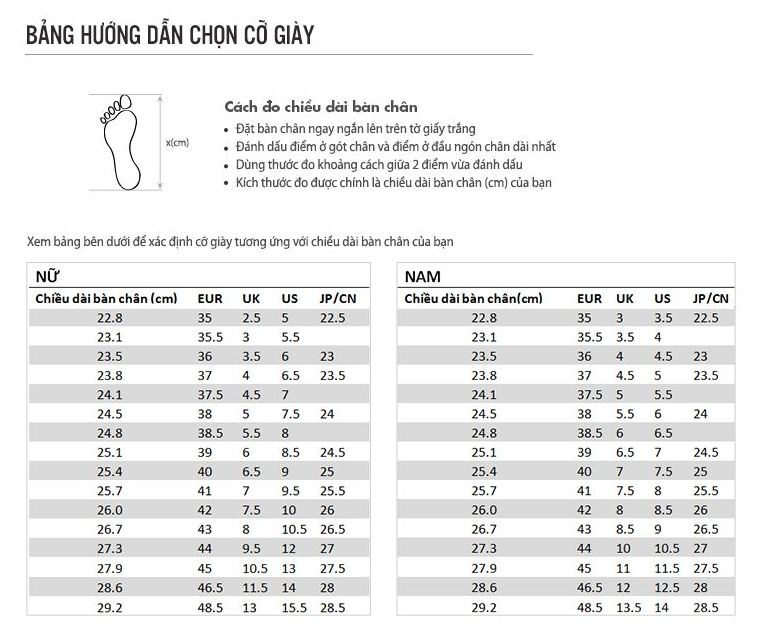 BẢNG HƯỚNG DẪN CHỌN CỠ GIÀY
x(cm)
Cách đo chiều dài bàn chân
• Đặt bàn chân ngay ngắn lên trên tờ giấy trắng
• Đánh dấu điểm ở gót chân và điểm ở đầu ngón chân dài nhất
• Dùng thước đo khoảng cách giữa 2 điểm vừa đánh dấu
• Kích thước đo được chính là chiều dài bàn chân (cm) của bạn
Xem bảng bên dưới để xác định cỡ giày tương ứng với chiều dài bàn chân của bạn
NỮ
Chiều dài bàn chân (cm) EUR UK US JP/CN
22.8 35 2.5 5 22.5
23.1 35.5 3 5.5
23.5 36 3.5 6 23
23.8 37 4 6.5 23.5
24.1 37.5 4.5 7
24.5 38 5 7.5 24
24.8 38.5 5.5 8
25.1 39 6 8.5 24.5
25.4 40 6.5 9 25
25.7 41 7 9.5 25.5
26.0 42 7.5 10 26
26.7 43 8 10.5 26.5
27.3 44 9.5 12 27
27.9 45 10.5 13 27.5
28.6 46.5 11.5 14 28
29.2 48.5 13 15.5 28.5
NAM
Chiều dài bàn chân(cm) EUR UK US JP/CN
22.8 35 3 3.5 22.5
23.1 35.5 3.5 4
23.5 36 4 4.5 23
23.8 37 4.5 5 23.5
24.1 37.5 5 5.5
24.5 38 5.5 6 24
24.8 38.5 6 6.5
25.1 39 6.5 7 24.5
25.4 40 7 7.5 25
25.7 41 7.5 8 25.5
26.0 42 8 8.5 26
26.7 43 8.5 9 26.5
27.3 44 10 10.5 27
27.9 45 11 11.5 27.5
28.6 46.5 12 12.5 28
29.2 48.5 13.5 14 28.5